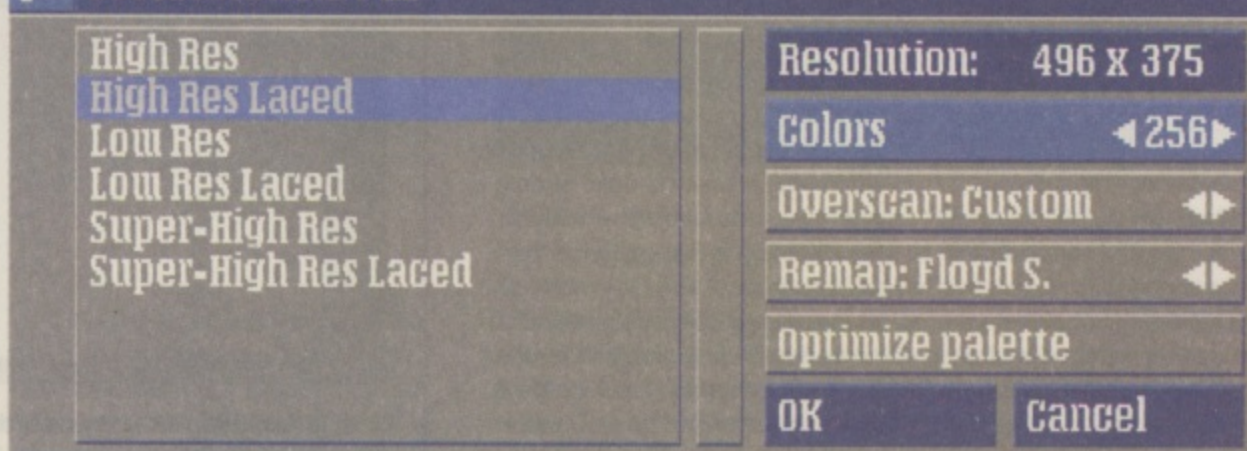 High Res
High Res Laced
Low Res
Low Res Laced
Super-High Res
Super-High Res Laced
Resolution: 496 x 375
Colors 256
Overscan: Custom
Remap: Floyd S.
Optimize palette
OK
Cancel